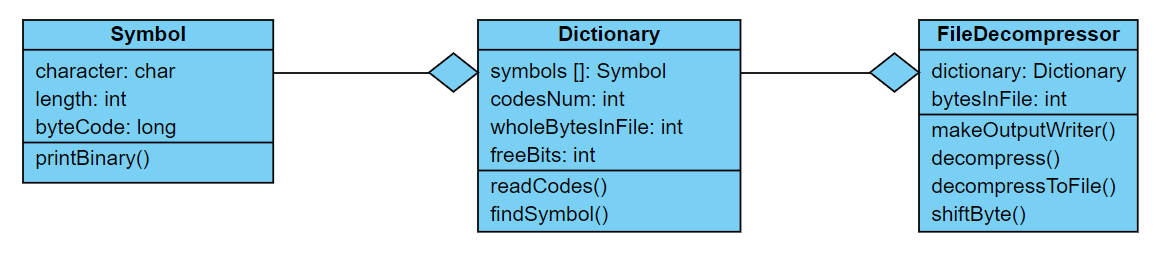 Symbol
character: char
length: int
byteCode: long
printBinary()
Dictionary
symbols []: Symbol
codesNum: int
wholeBytesInFile: int
freeBits: int
readCodes()
findSymbol()
FileDecompressor
dictionary: Dictionary
bytesInFile: int
makeOutputWriter()
decompress()
decompressToFile()
shiftByte()